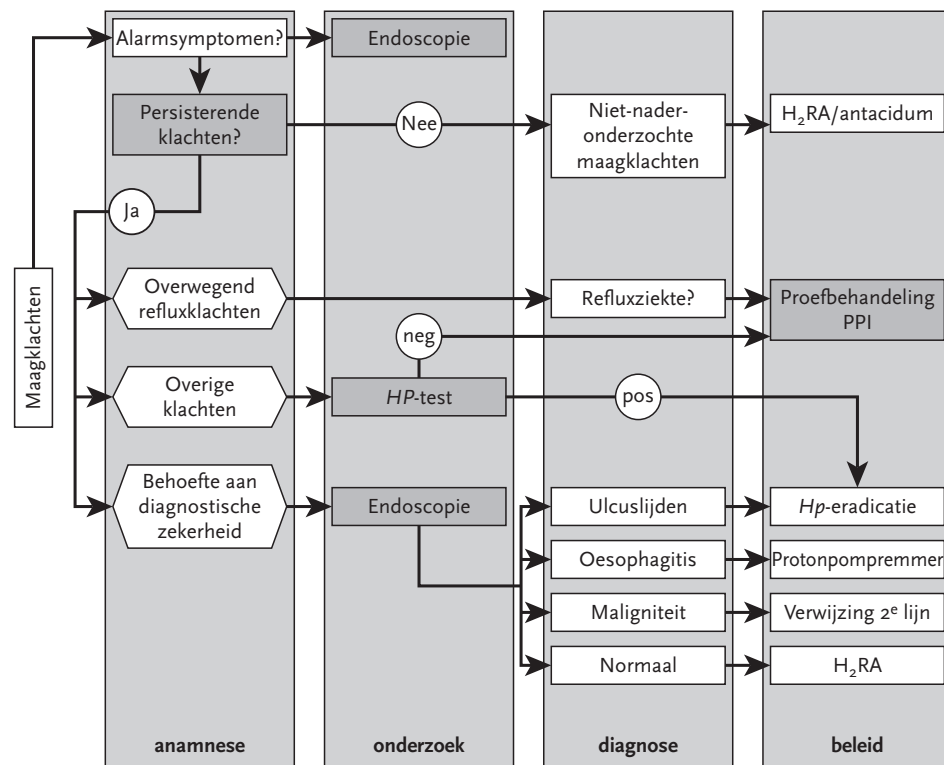 Maagklachten
Alarmsymptomen?
Endoscopie
Persisterende
klachten?
Nee
Niet-nader-
onderzochte
maagklachten
H₂RA/antacidum
Ja
Overwegend
refluxklachten
Refluxziekte?
Proefbehandeling
PPI
neg
Overige
klachten
HP-test
pos
Behoefte aan
diagnostische
zekerheid
Endoscopie
Ulcuslijden
Hp-eradicatie
Oesophagitis
Protonpompremmer
Maligniteit
Verwijzing 2ᵉ lijn
Normaal
H₂RA
anamnese
onderzoek
diagnose
beleid